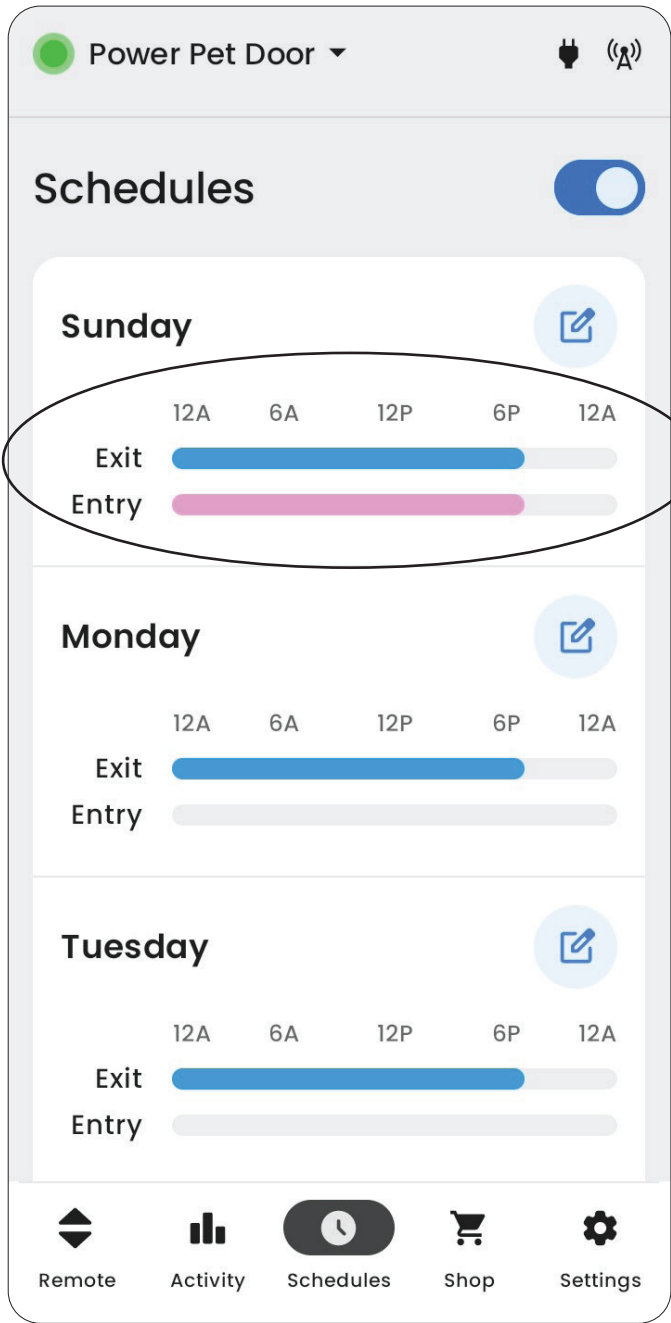 Power Pet Door
Schedules
Sunday
12A 6A 12P 6P 12A
Exit
Entry
Monday
12A 6A 12P 6P 12A
Exit
Entry
Tuesday
12A 6A 12P 6P 12A
Exit
Entry
Remote Activity Schedules Shop Settings